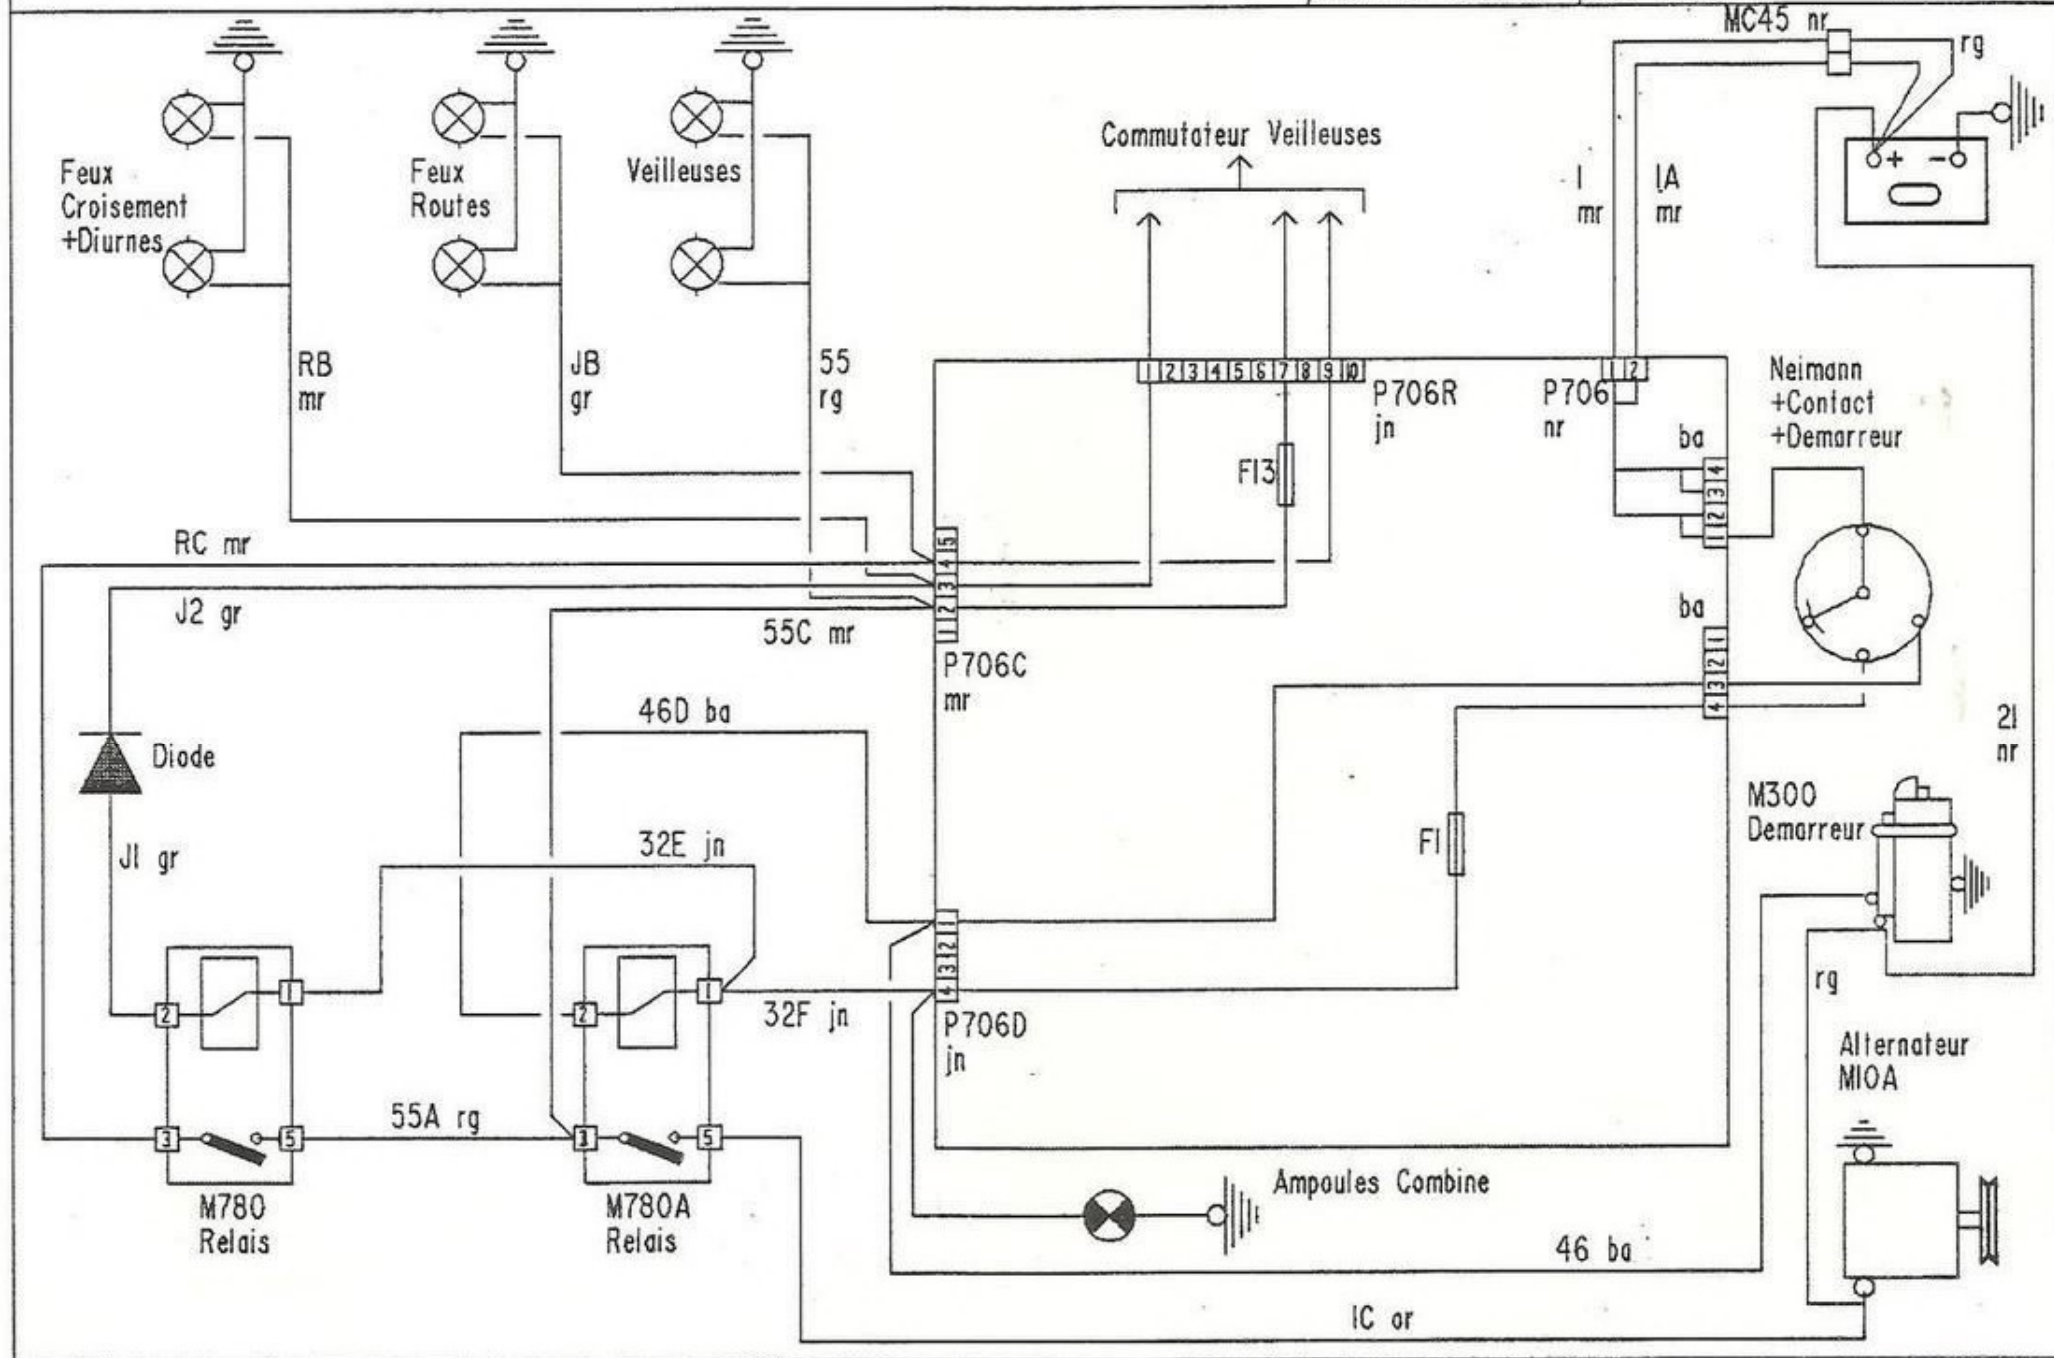 MC45 nr
rg
Commutateur Veilleuses
Feux
Croisement
+Diurnes
Feux
Routes
Veilleuses
1
mr
1A
mr
+ -
RB
mr
JB
gr
55
rg
1 2 3 4 5 6 7 8 9 10
P706R
jn
1 2
P706
nr
Neimann
+Contact
+Demarreur
ba
4
3
2
1
F13
RC mr
J2 gr
55C mr
5
4
3
2
1
P706C
mr
ba
1
2
3
4
46D ba
21
nr
Diode
M300
Demarreur
J1 gr
32E jn
F1
1
2
3
4
2
1
2
1
32F jn
P706D
jn
rg
Alternateur
M10A
55A rg
3
5
3
5
M780
Relais
M780A
Relais
Ampoules Combine
46 ba
1C or